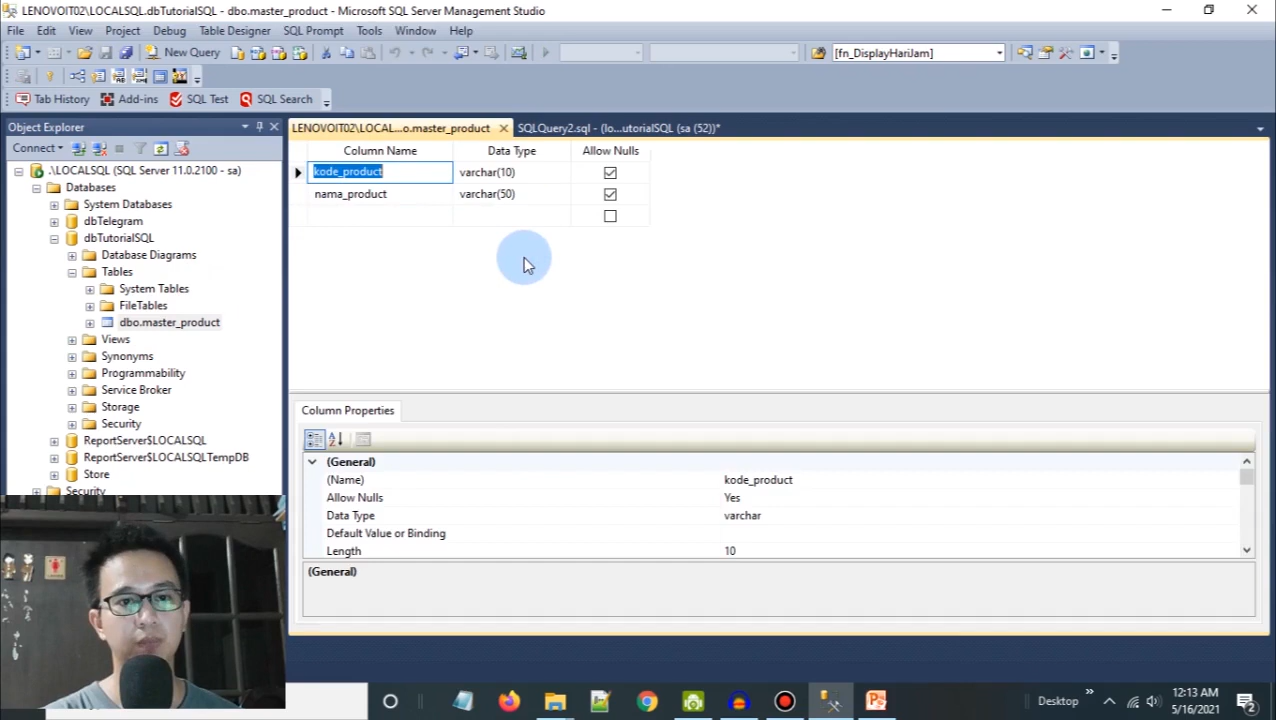 LENOVOIT02\LOCALSQL.dbTutorialSQL - dbo.master_product - Microsoft SQL Server Management Studio
File Edit View Project Debug Table Designer SQL Prompt Tools Window Help
New Query [fn_DisplayHariJam]
Tab History Add-ins SQL Test SQL Search
Object Explorer
Connect
.\LOCALSQL (SQL Server 11.0.2100 - sa)
Databases
System Databases
dbTelegram
dbTutorialSQL
Database Diagrams
Tables
System Tables
FileTables
dbo.master_product
Views
Synonyms
Programmability
Service Broker
Storage
Security
ReportServer$LOCALSQL
ReportServer$LOCALSQLTempDB
Store
Security
LENOVOIT02\LOCAL...o.master_product SQLQuery2.sql - (lo...utorialSQL (sa (52))*
Column Name Data Type Allow Nulls
kode_product varchar(10)
nama_product varchar(50)
Column Properties
(General)
(Name) kode_product
Allow Nulls Yes
Data Type varchar
Default Value or Binding
Length 10
(General)
Desktop
12:13 AM
5/16/2021
2